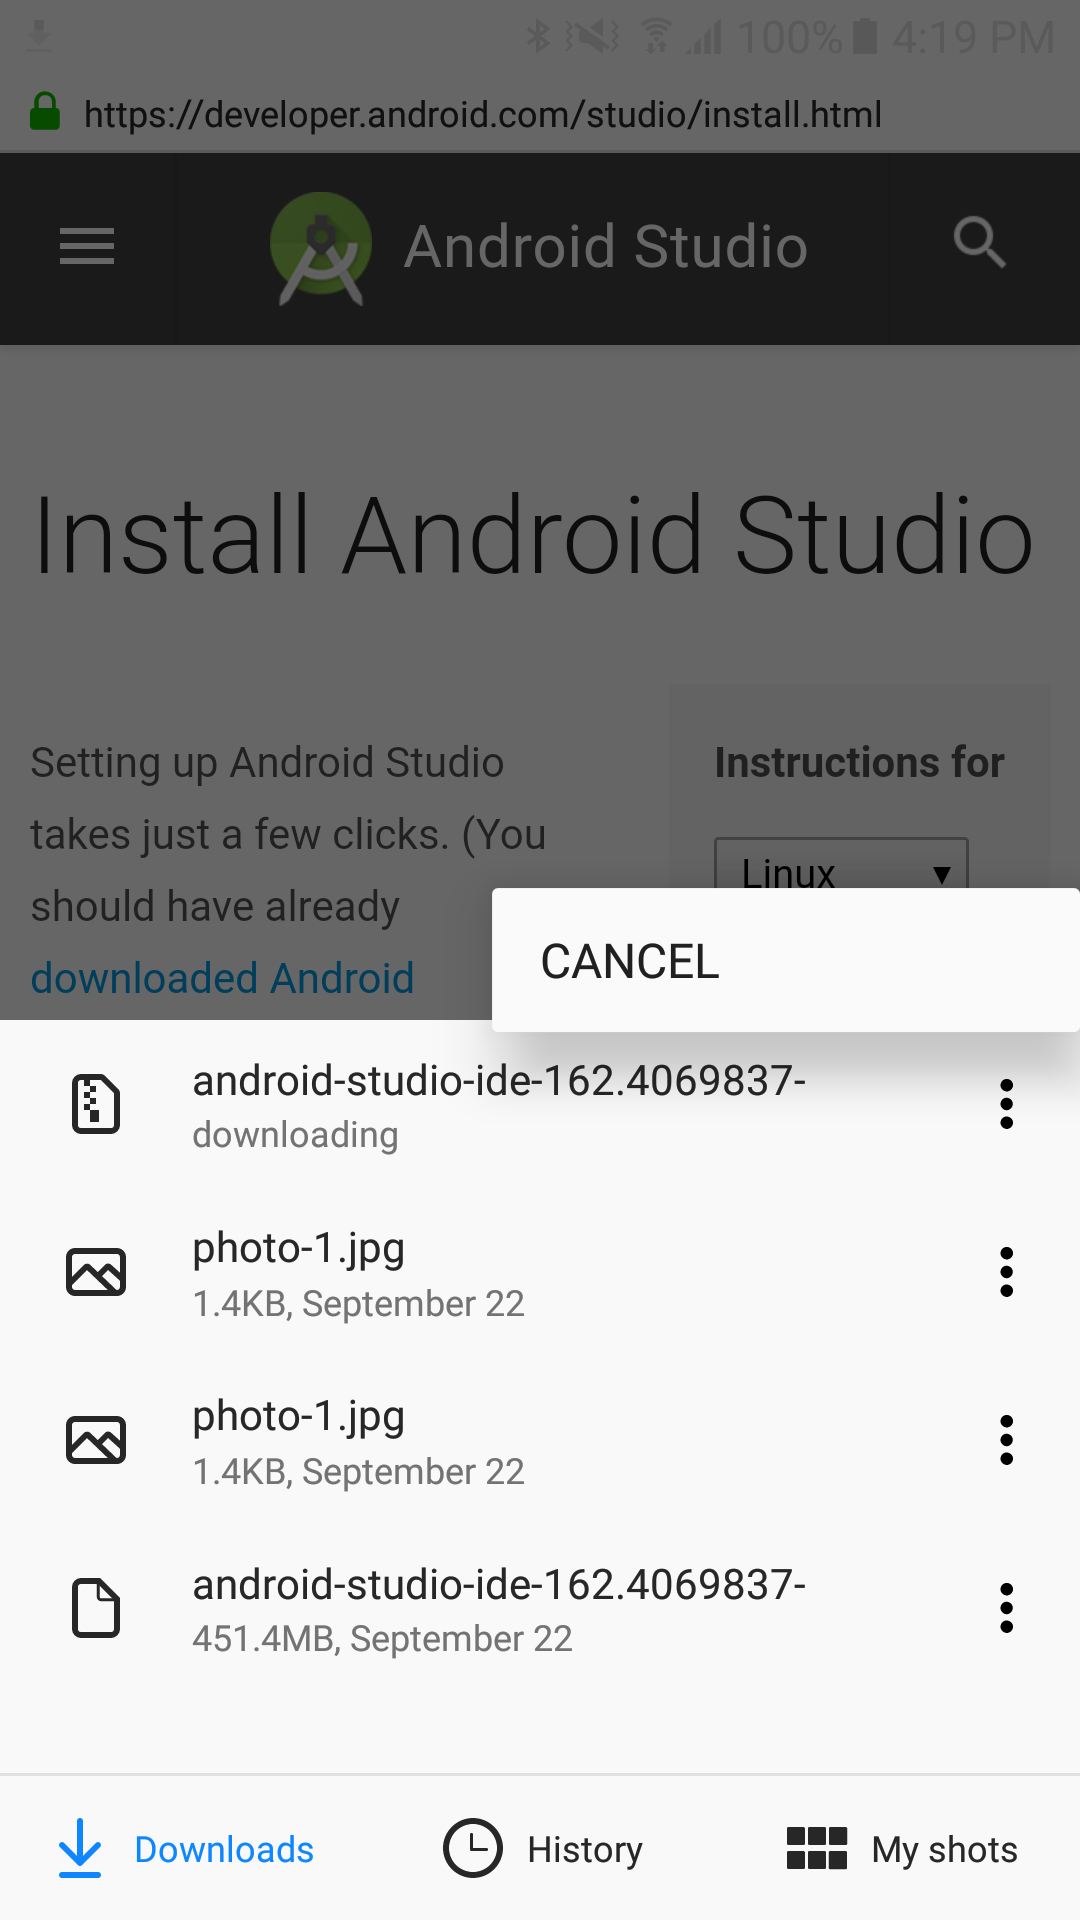 100% 4:19 PM
https://developer.android.com/studio/install.html
Android Studio
Install Android Studio
Setting up Android Studio
takes just a few clicks. (You
should have already
downloaded Android
Instructions for
Linux ▼
CANCEL
android-studio-ide-162.4069837-
downloading
photo-1.jpg
1.4KB, September 22
photo-1.jpg
1.4KB, September 22
android-studio-ide-162.4069837-
451.4MB, September 22
Downloads
History
My shots